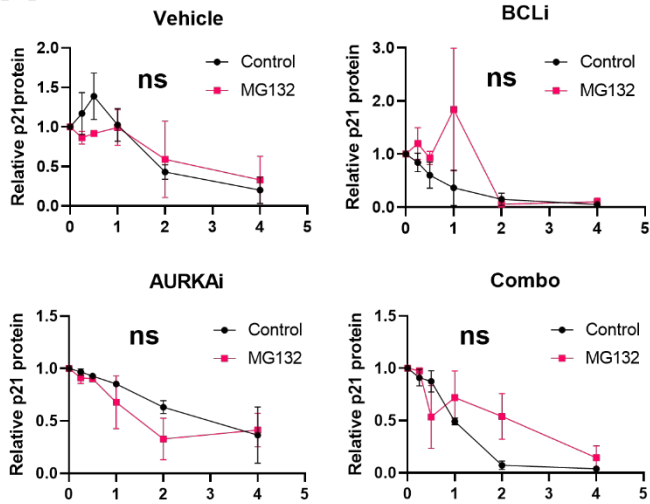 Vehicle
Relative p21 protein
2.0
1.5
1.0
0.5
0.0
0 1 2 3 4 5
ns
Control
MG132
BCLi
Relative p21 protein
3.0
2.0
1.0
0.0
0 1 2 3 4 5
ns
Control
MG132
AURKAi
Relative p21 protein
1.5
1.0
0.5
0.0
0 1 2 3 4 5
ns
Control
MG132
Combo
Relative p21 protein
1.5
1.0
0.5
0.0
0 1 2 3 4 5
ns
Control
MG132